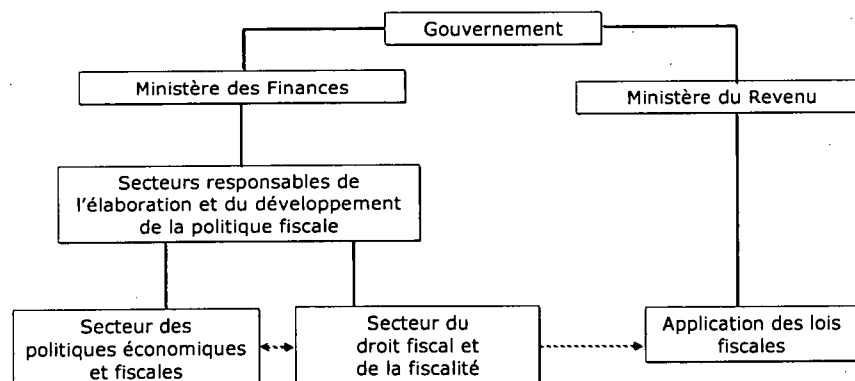 Gouvernement
Ministère des Finances
Ministère du Revenu
Secteurs responsables de
l'élaboration et du développement
de la politique fiscale
Secteur des
politiques économiques
et fiscales
Secteur du
droit fiscal et
de la fiscalité
Application des lois
fiscales